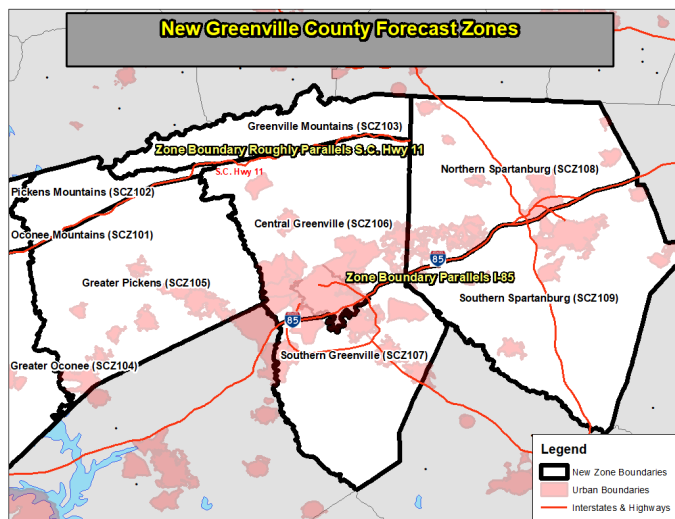 New Greenville County Forecast Zones
Greenville Mountains (SCZ103)
Zone Boundary Roughly Parallels S.C. Hwy 11
S.C. Hwy 11
Northern Spartanburg (SCZ108)
Pickens Mountains (SCZ102)
Central Greenville (SCZ106)
Oconee Mountains (SCZ101)
85
Zone Boundary Parallels I-85
Greater Pickens (SCZ105)
Southern Spartanburg (SCZ109)
85
Southern Greenville (SCZ107)
Greater Oconee (SCZ104)
Legend
New Zone Boundaries
Urban Boundaries
Interstates & Highways